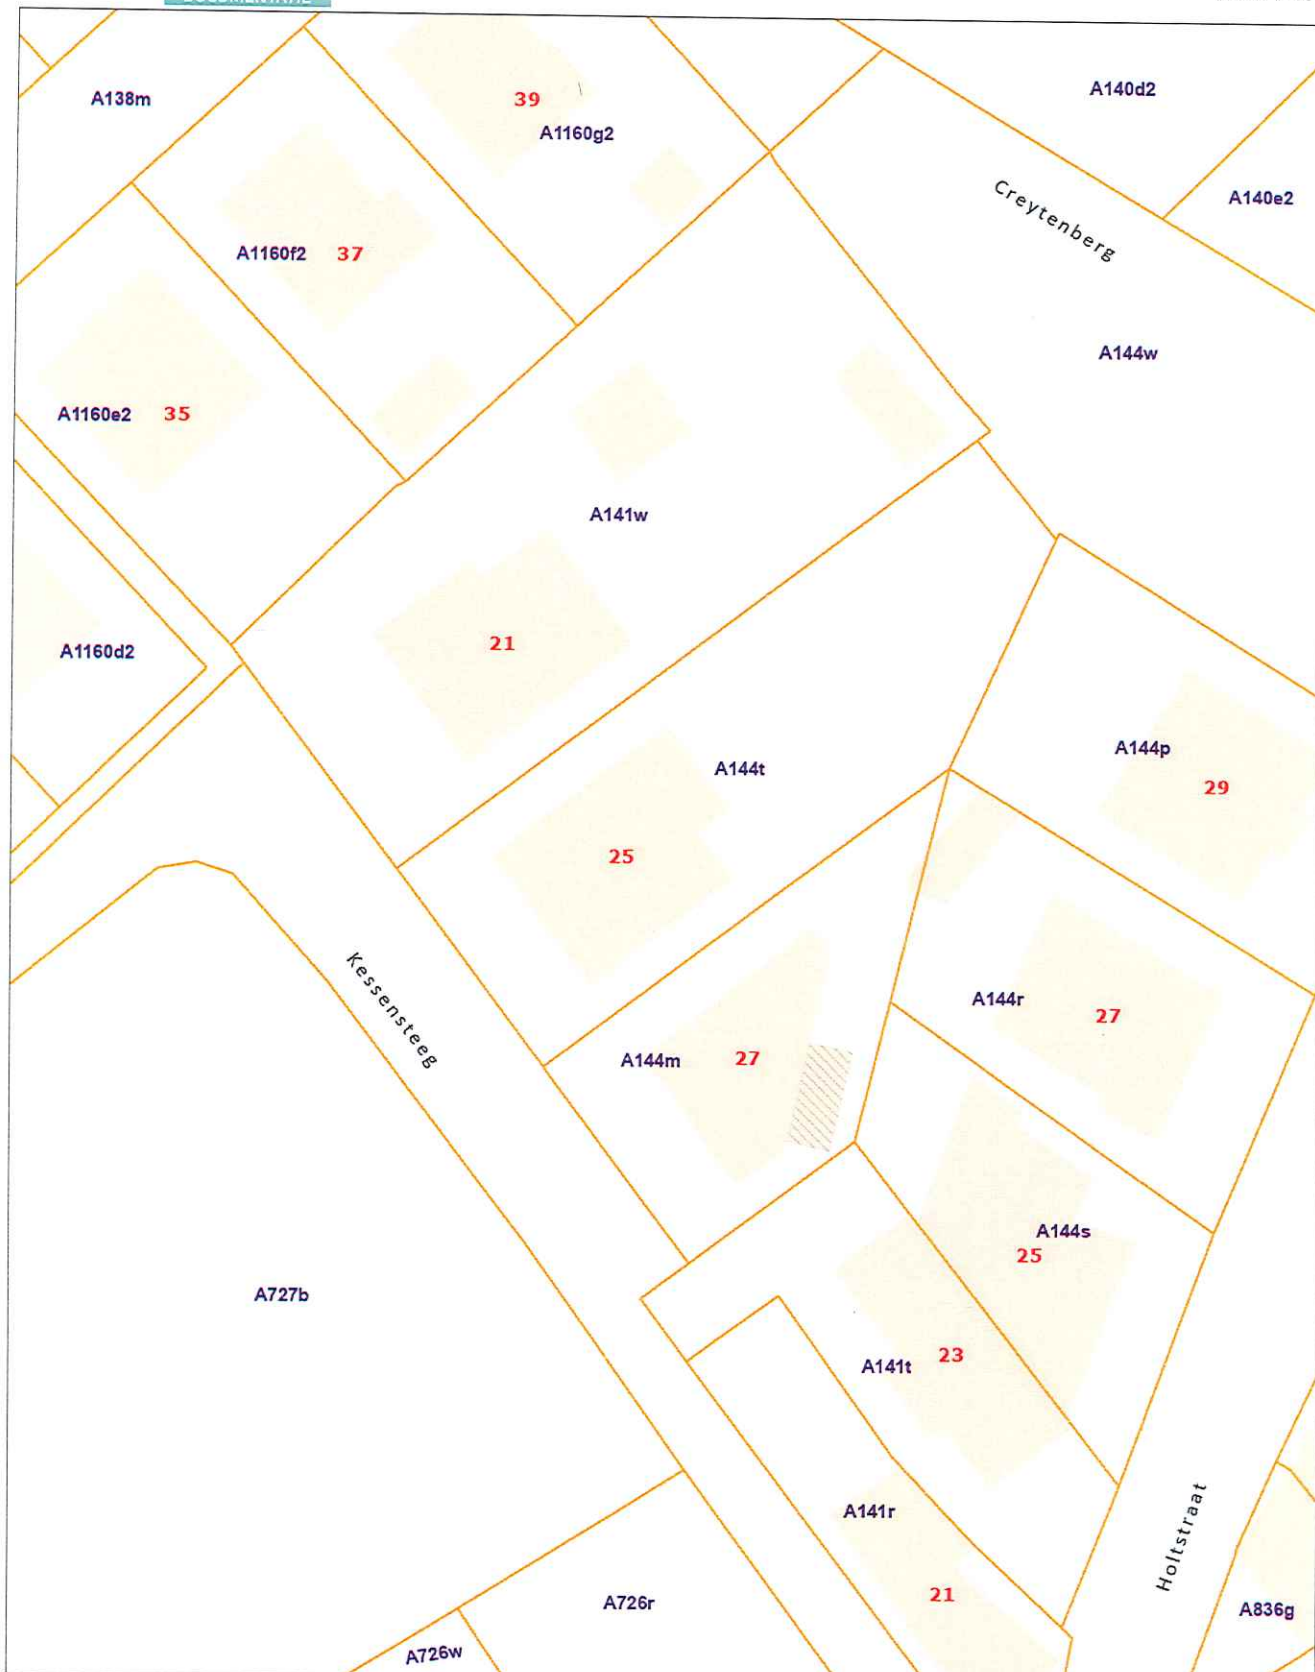 A138m
39
A1160g2
A140d2
A140e2
Creytenberg
A1160f2 37
A144w
A1160e2 35
A141w
21
A1160d2
A144p
29
A144t
25
Kessensteeg
A144r
27
A144m 27
A144s
25
A727b
23
A141t
A141r
Holtstraat
21
A726r
A836g
A726w